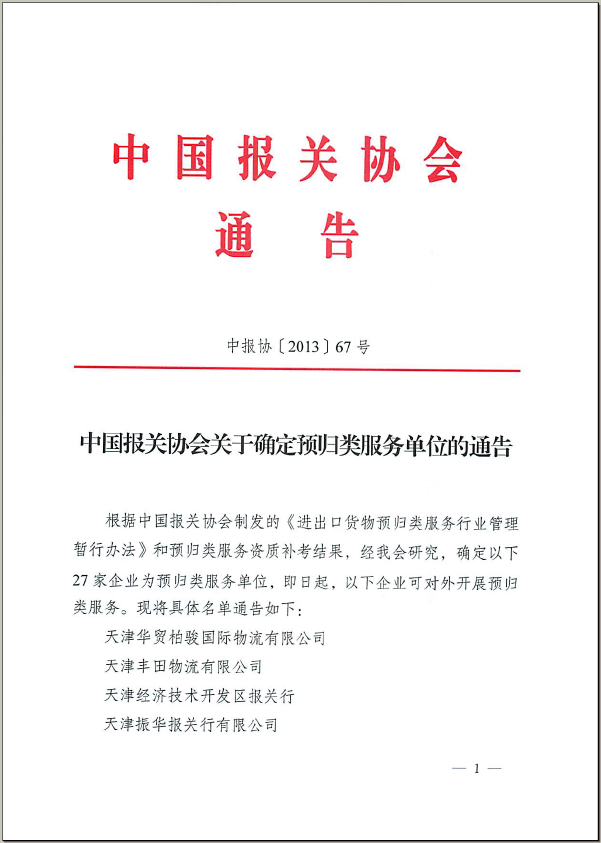 中国报关协会
通 告
中报协〔2013〕67 号
中国报关协会关于确定预归类服务单位的通告
根据中国报关协会制发的《进出口货物预归类服务行业管理
暂行办法》和预归类服务资质补考结果，经我会研究，确定以下
27 家企业为预归类服务单位，即日起，以下企业可对外开展预归
类服务。现将具体名单通告如下：
天津华贸柏骏国际物流有限公司
天津丰田物流有限公司
天津经济技术开发区报关行
天津振华报关行有限公司
— 1 —